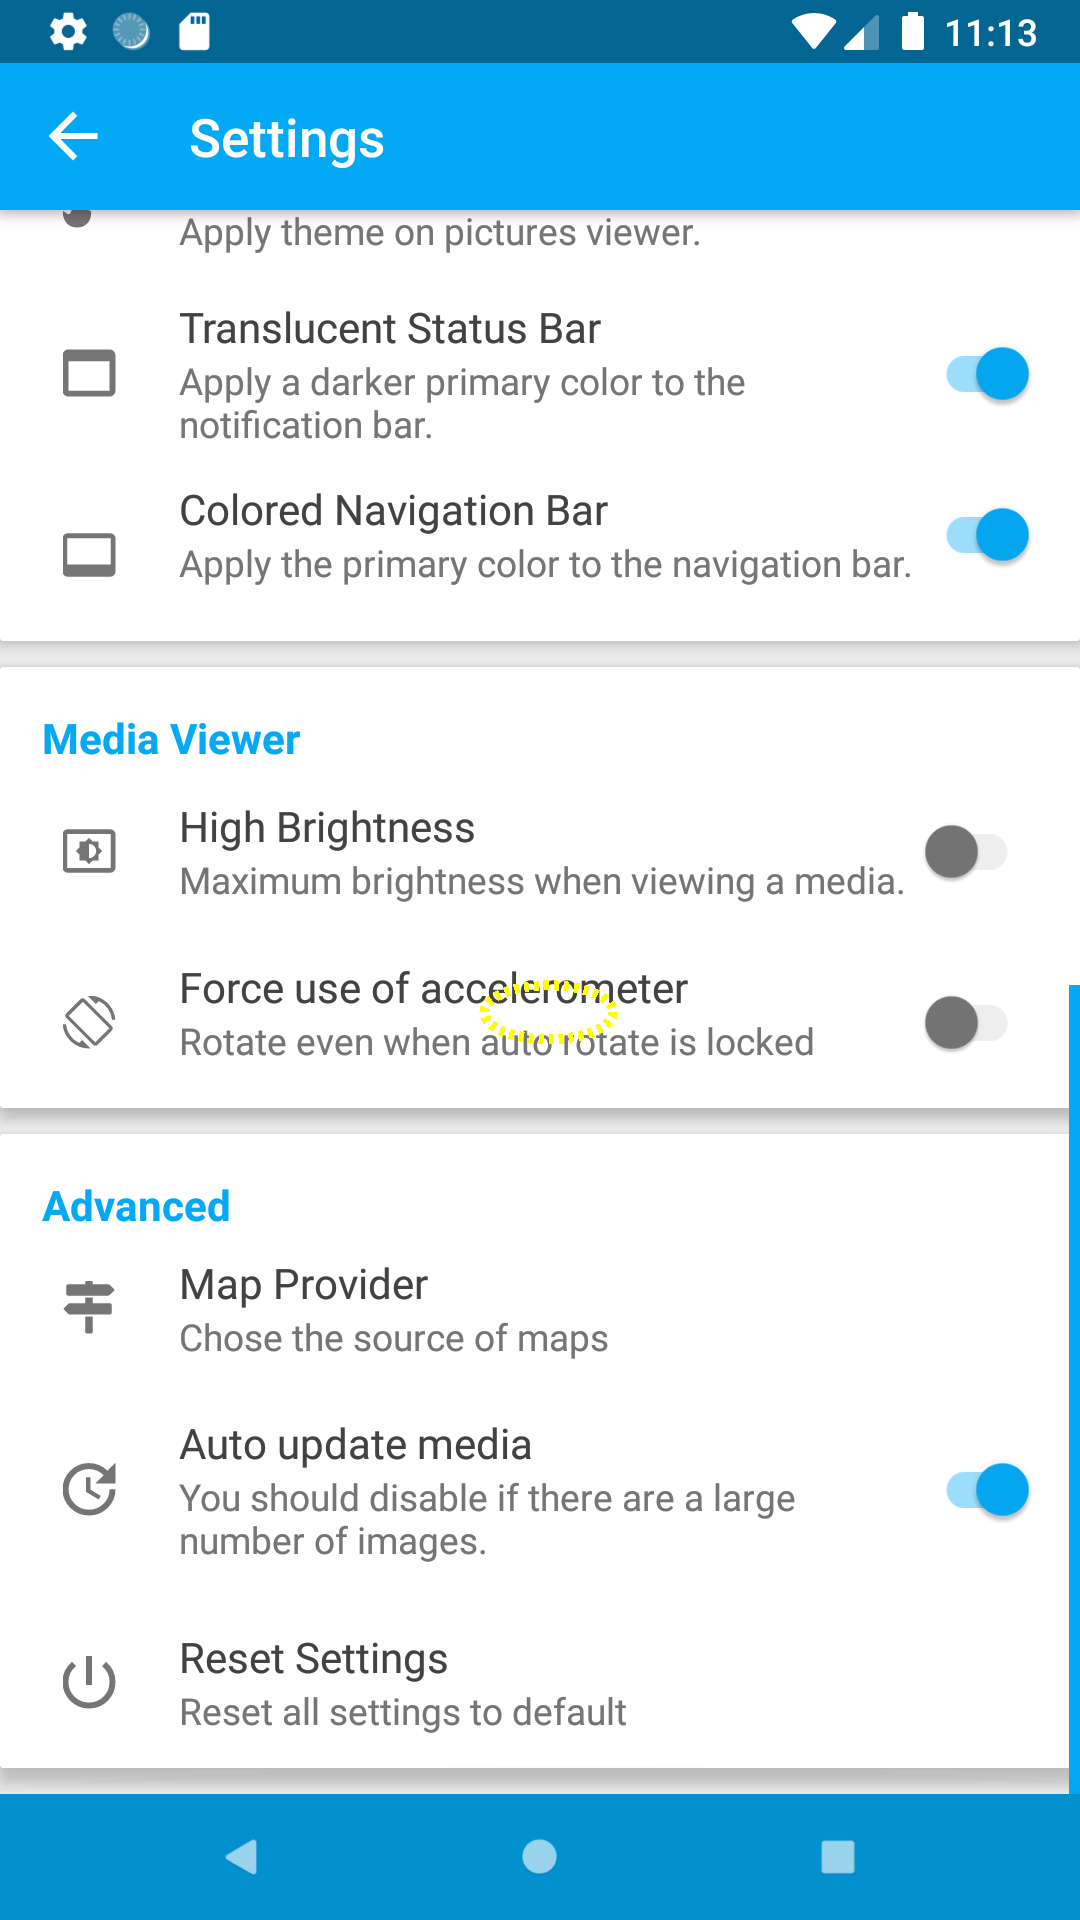 11:13
Settings
Apply theme on pictures viewer.
Translucent Status Bar
Apply a darker primary color to the
notification bar.
Colored Navigation Bar
Apply the primary color to the navigation bar.
Media Viewer
High Brightness
Maximum brightness when viewing a media.
Force use of accelerometer
Rotate even when auto rotate is locked
Advanced
Map Provider
Chose the source of maps
Auto update media
You should disable if there are a large
number of images.
Reset Settings
Reset all settings to default